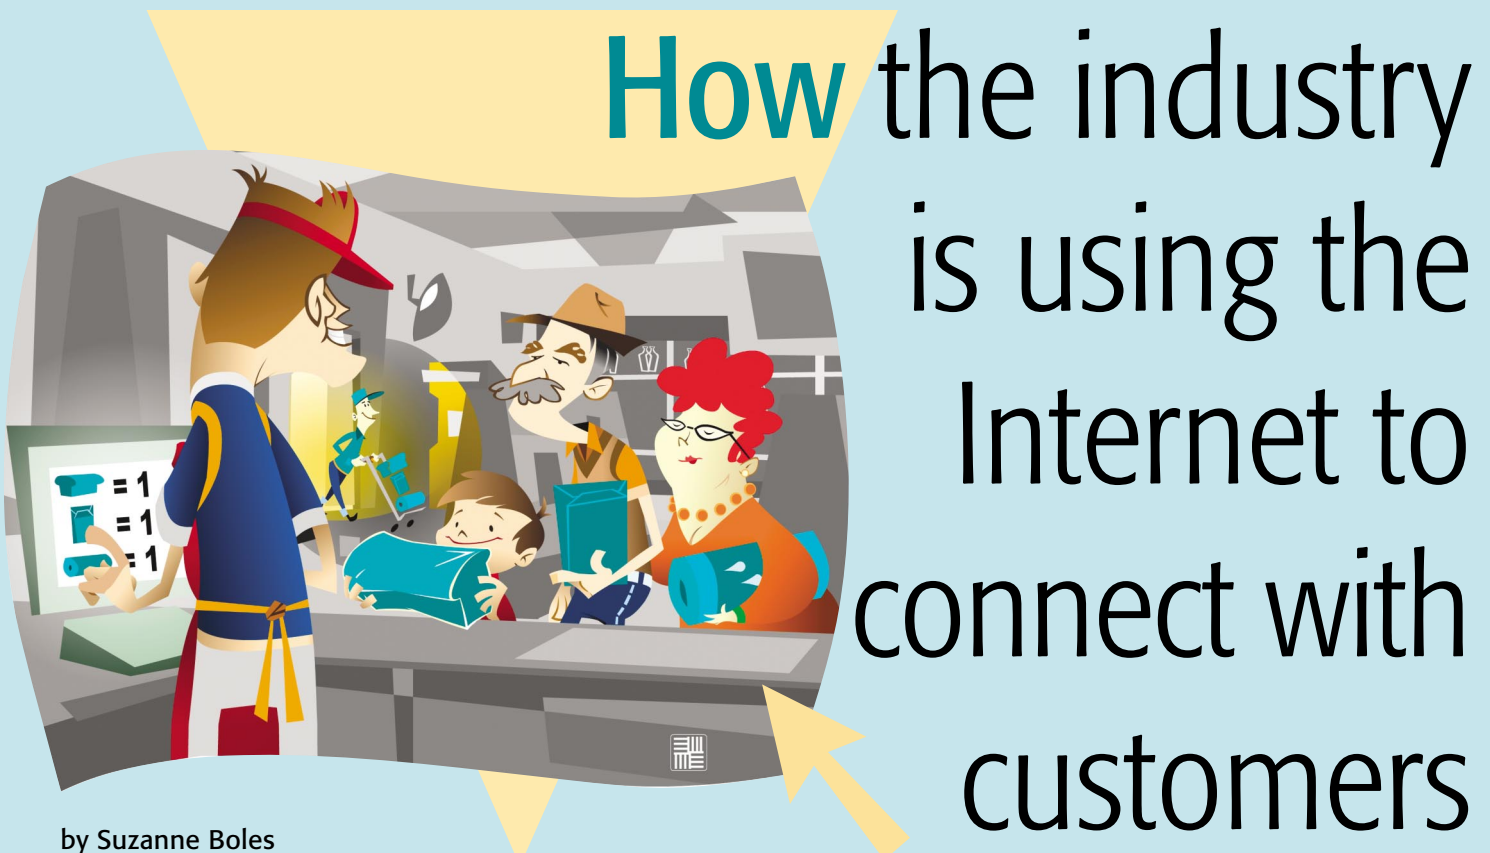 How the industry
is using the
Internet to
connect with
customers
= 1
= 1
= 1
by Suzanne Boles